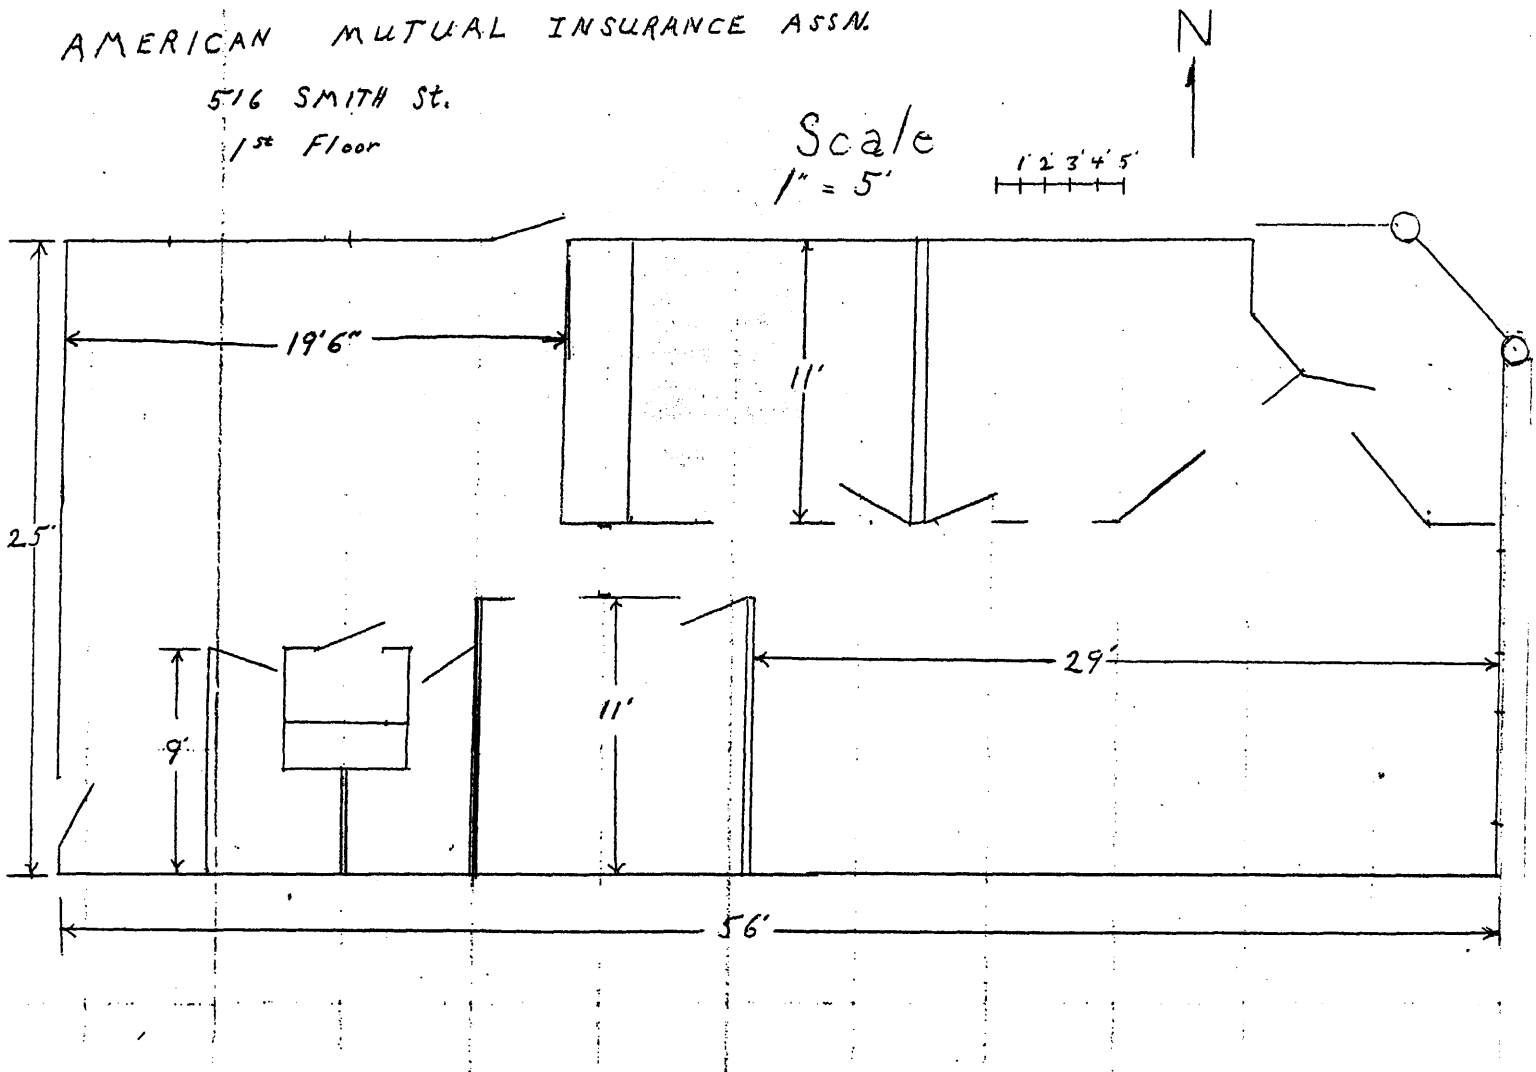 AMERICAN MUTUAL INSURANCE ASSN.
516 SMITH St.
1st Floor
N
Scale
1" = 5'
1' 2' 3' 4' 5'
19'6"
11'
25'
29'
11'
9'
56'